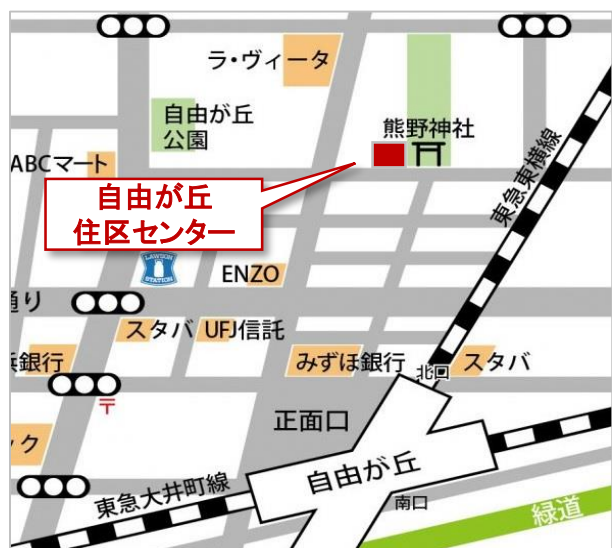 ラ・ヴィータ
自由が丘
公園
熊野神社
ABCマート
東急東横線
自由が丘
住区センター
LAWSON
STATION
ENZO
通り
スタバ
UFJ信託
浜銀行
みずほ銀行
北口
スタバ
〒
正面口
ック
自由が丘
東急大井町線
南口
緑道